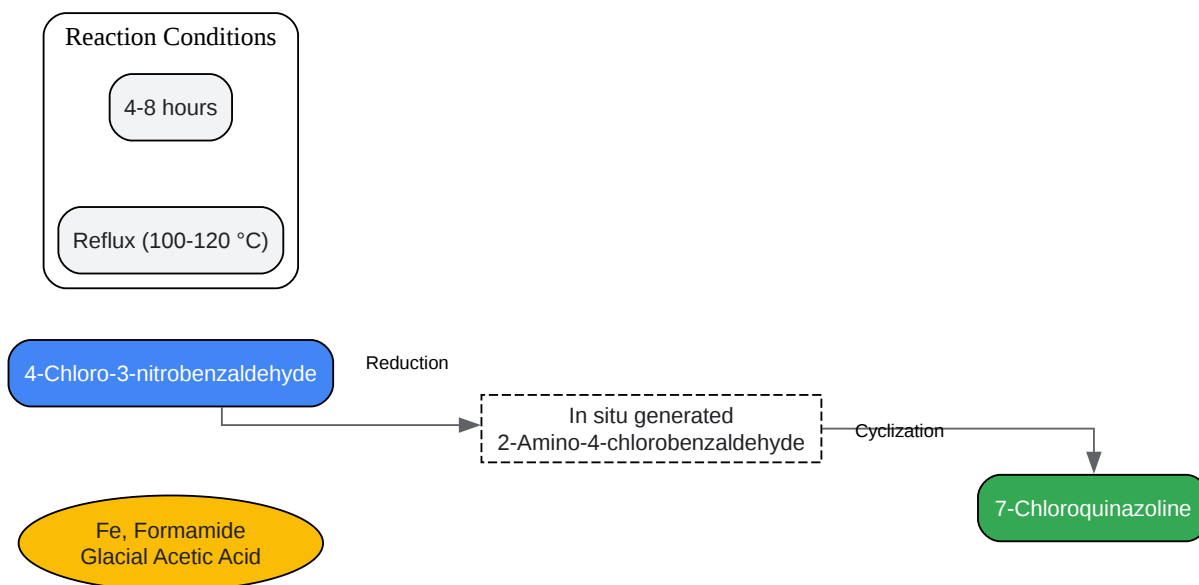 Reaction Conditions
4-8 hours
Reflux (100-120 °C)
4-Chloro-3-nitrobenzaldehyde
Reduction
In situ generated
2-Amino-4-chlorobenzaldehyde
Cyclization
7-Chloroquinazoline
Fe, Formamide
Glacial Acetic Acid